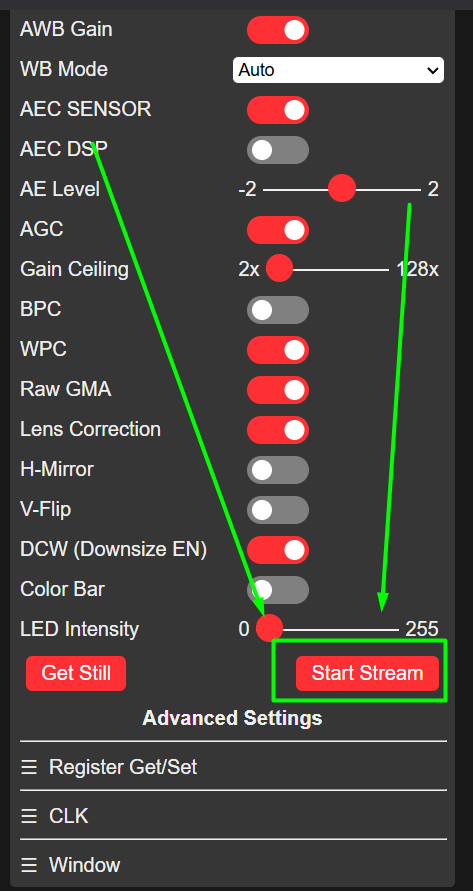 AWB Gain
WB Mode Auto
AEC SENSOR
AEC DSP
AE Level -2 2
AGC
Gain Ceiling 2x 128x
BPC
WPC
Raw GMA
Lens Correction
H-Mirror
V-Flip
DCW (Downsize EN)
Color Bar
LED Intensity 0 255
Get Still Start Stream
Advanced Settings
☰ Register Get/Set
☰ CLK
☰ Window